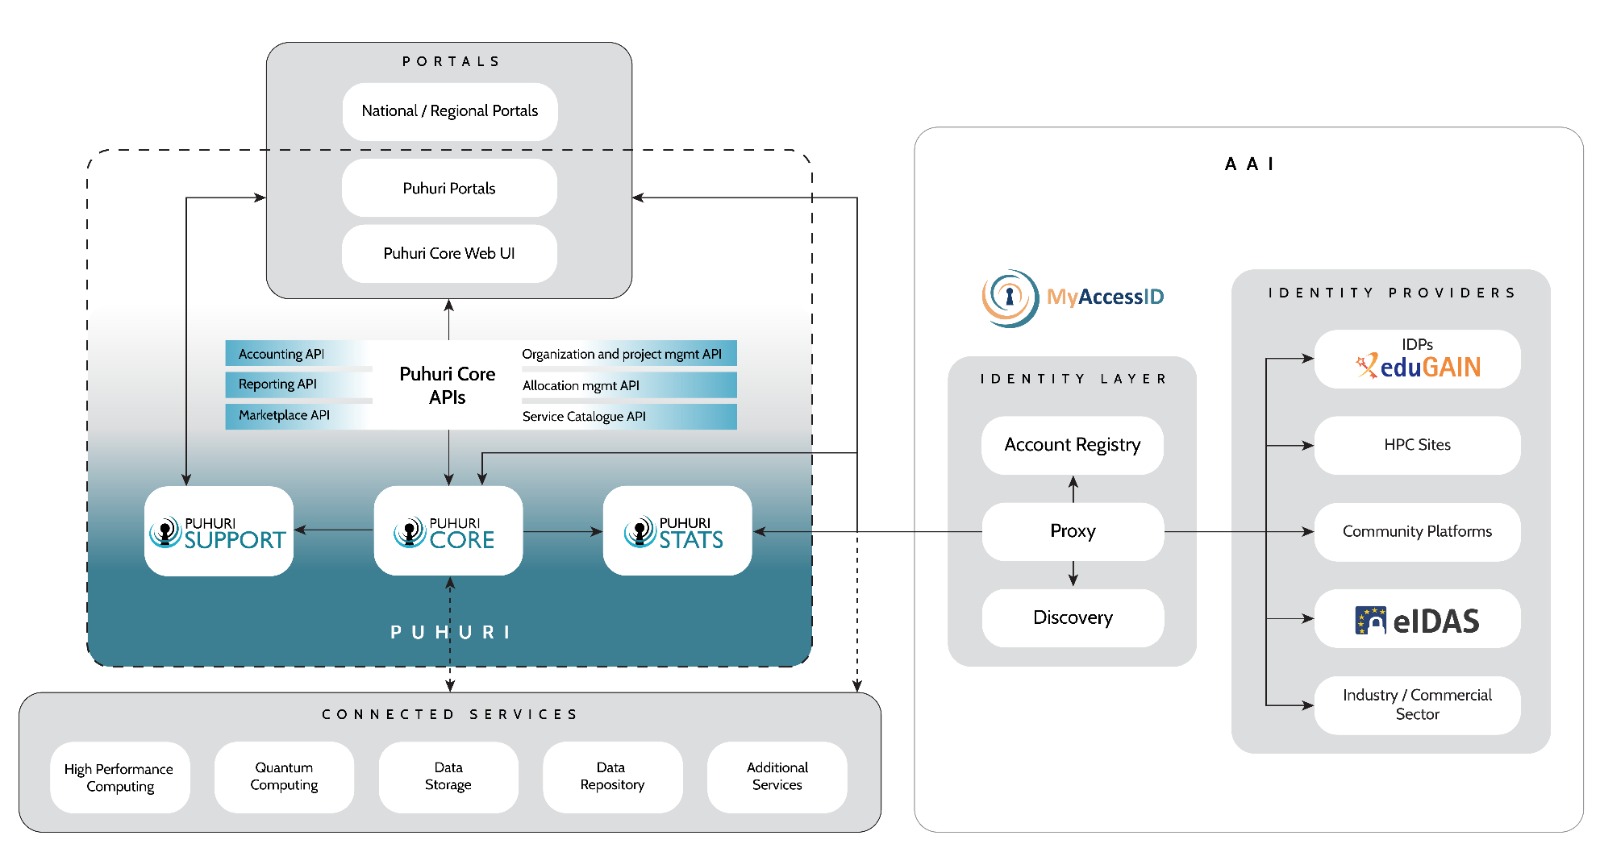 PORTALS
National / Regional Portals
Puhuri Portals
Puhuri Core Web UI
Accounting API
Reporting API
Marketplace API
Puhuri Core
APIs
Organization and project mgmt API
Allocation mgmt API
Service Catalogue API
PUHURI
SUPPORT
PUHURI
CORE
PUHURI
STATS
PUHURI
CONNECTED SERVICES
High Performance
Computing
Quantum
Computing
Data
Storage
Data
Repository
Additional
Services
AAI
MyAccessID
IDENTITY LAYER
Account Registry
Proxy
Discovery
IDENTITY PROVIDERS
IDPs
eduGAIN
HPC Sites
Community Platforms
eIDAS
Industry / Commercial
Sector